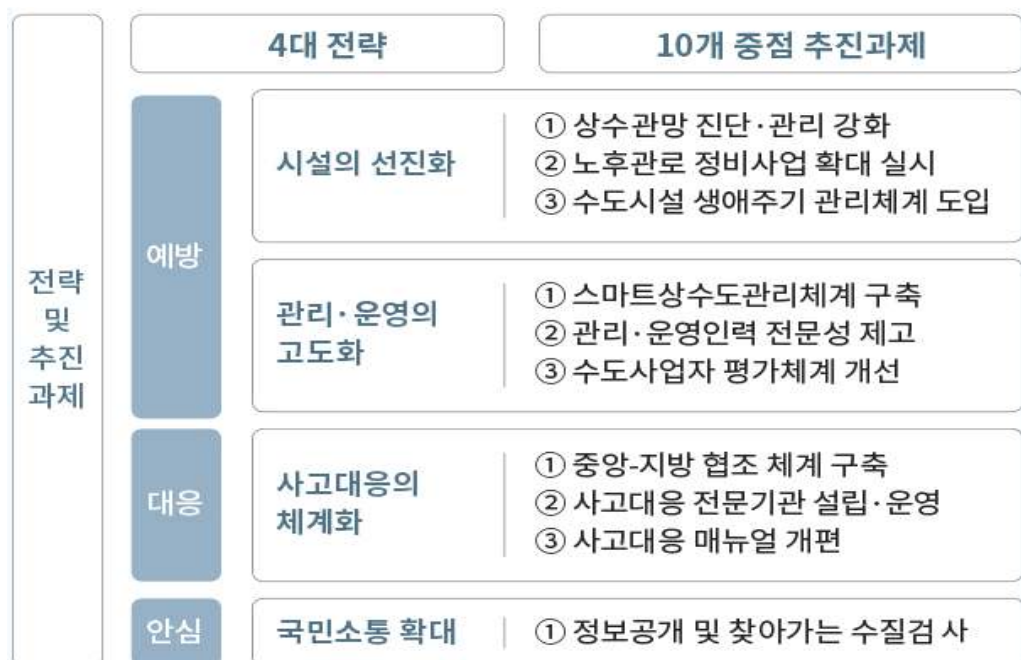 전략
및
추진
과제
4대 전략
10개 중점 추진과제
예방
시설의 선진화
① 상수관망 진단·관리 강화
② 노후관로 정비사업 확대 실시
③ 수도시설 생애주기 관리체계 도입
관리·운영의
고도화
① 스마트상수도관리체계 구축
② 관리·운영인력 전문성 제고
③ 수도사업자 평가체계 개선
대응
사고대응의
체계화
① 중앙-지방 협조 체계 구축
② 사고대응 전문기관 설립·운영
③ 사고대응 매뉴얼 개편
안심
국민소통 확대
① 정보공개 및 찾아가는 수질검 사